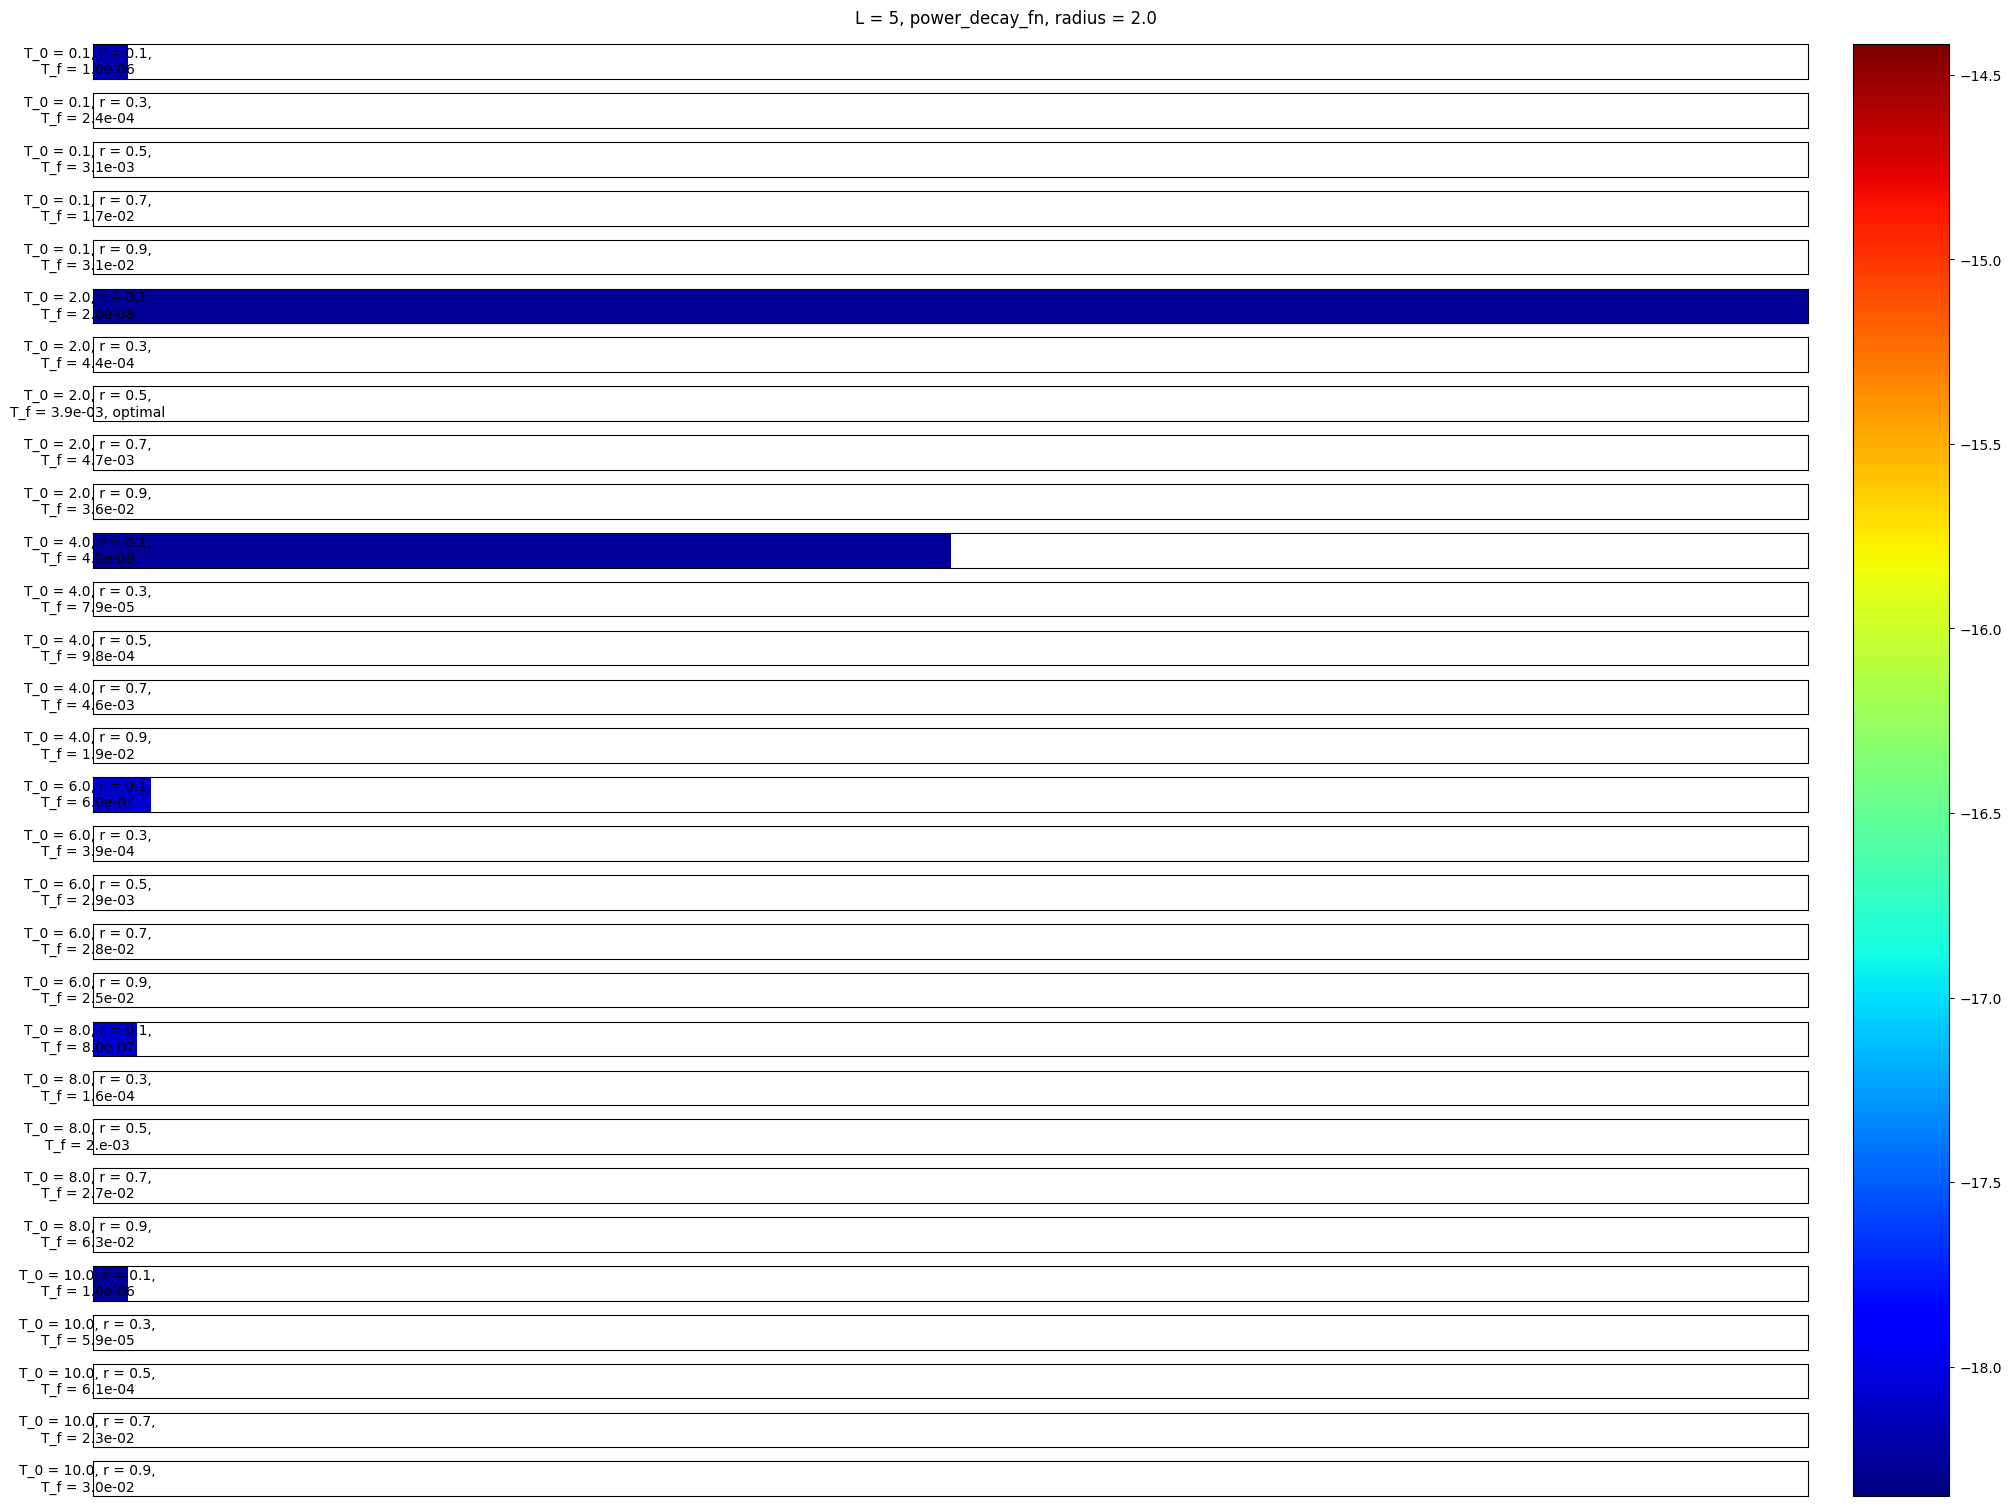 L = 5, power_decay_fn, radius = 2.0
T_0 = 0.1, r = 0.1,
T_f = 1.0e-06
T_0 = 0.1, r = 0.3,
T_f = 2.4e-04
T_0 = 0.1, r = 0.5,
T_f = 3.1e-03
T_0 = 0.1, r = 0.7,
T_f = 1.7e-02
T_0 = 0.1, r = 0.9,
T_f = 3.1e-02
T_0 = 2.0, r = 0.1,
T_f = 2.0e-08
T_0 = 2.0, r = 0.3,
T_f = 4.4e-04
T_0 = 2.0, r = 0.5,
T_f = 3.9e-03, optimal
T_0 = 2.0, r = 0.7,
T_f = 4.7e-03
T_0 = 2.0, r = 0.9,
T_f = 3.6e-02
T_0 = 4.0, r = 0.1,
T_f = 4.0e-08
T_0 = 4.0, r = 0.3,
T_f = 7.9e-05
T_0 = 4.0, r = 0.5,
T_f = 9.8e-04
T_0 = 4.0, r = 0.7,
T_f = 4.6e-03
T_0 = 4.0, r = 0.9,
T_f = 1.9e-02
T_0 = 6.0, r = 0.1,
T_f = 6.0e-07
T_0 = 6.0, r = 0.3,
T_f = 3.9e-04
T_0 = 6.0, r = 0.5,
T_f = 2.9e-03
T_0 = 6.0, r = 0.7,
T_f = 2.8e-02
T_0 = 6.0, r = 0.9,
T_f = 2.5e-02
T_0 = 8.0, r = 0.1,
T_f = 8.0e-07
T_0 = 8.0, r = 0.3,
T_f = 1.6e-04
T_0 = 8.0, r = 0.5,
T_f = 2.e-03
T_0 = 8.0, r = 0.7,
T_f = 2.7e-02
T_0 = 8.0, r = 0.9,
T_f = 6.3e-02
T_0 = 10.0, r = 0.1,
T_f = 1.0e-06
T_0 = 10.0, r = 0.3,
T_f = 5.9e-05
T_0 = 10.0, r = 0.5,
T_f = 6.1e-04
T_0 = 10.0, r = 0.7,
T_f = 2.3e-02
T_0 = 10.0, r = 0.9,
T_f = 3.0e-02
−14.5
−15.0
−15.5
−16.0
−16.5
−17.0
−17.5
−18.0